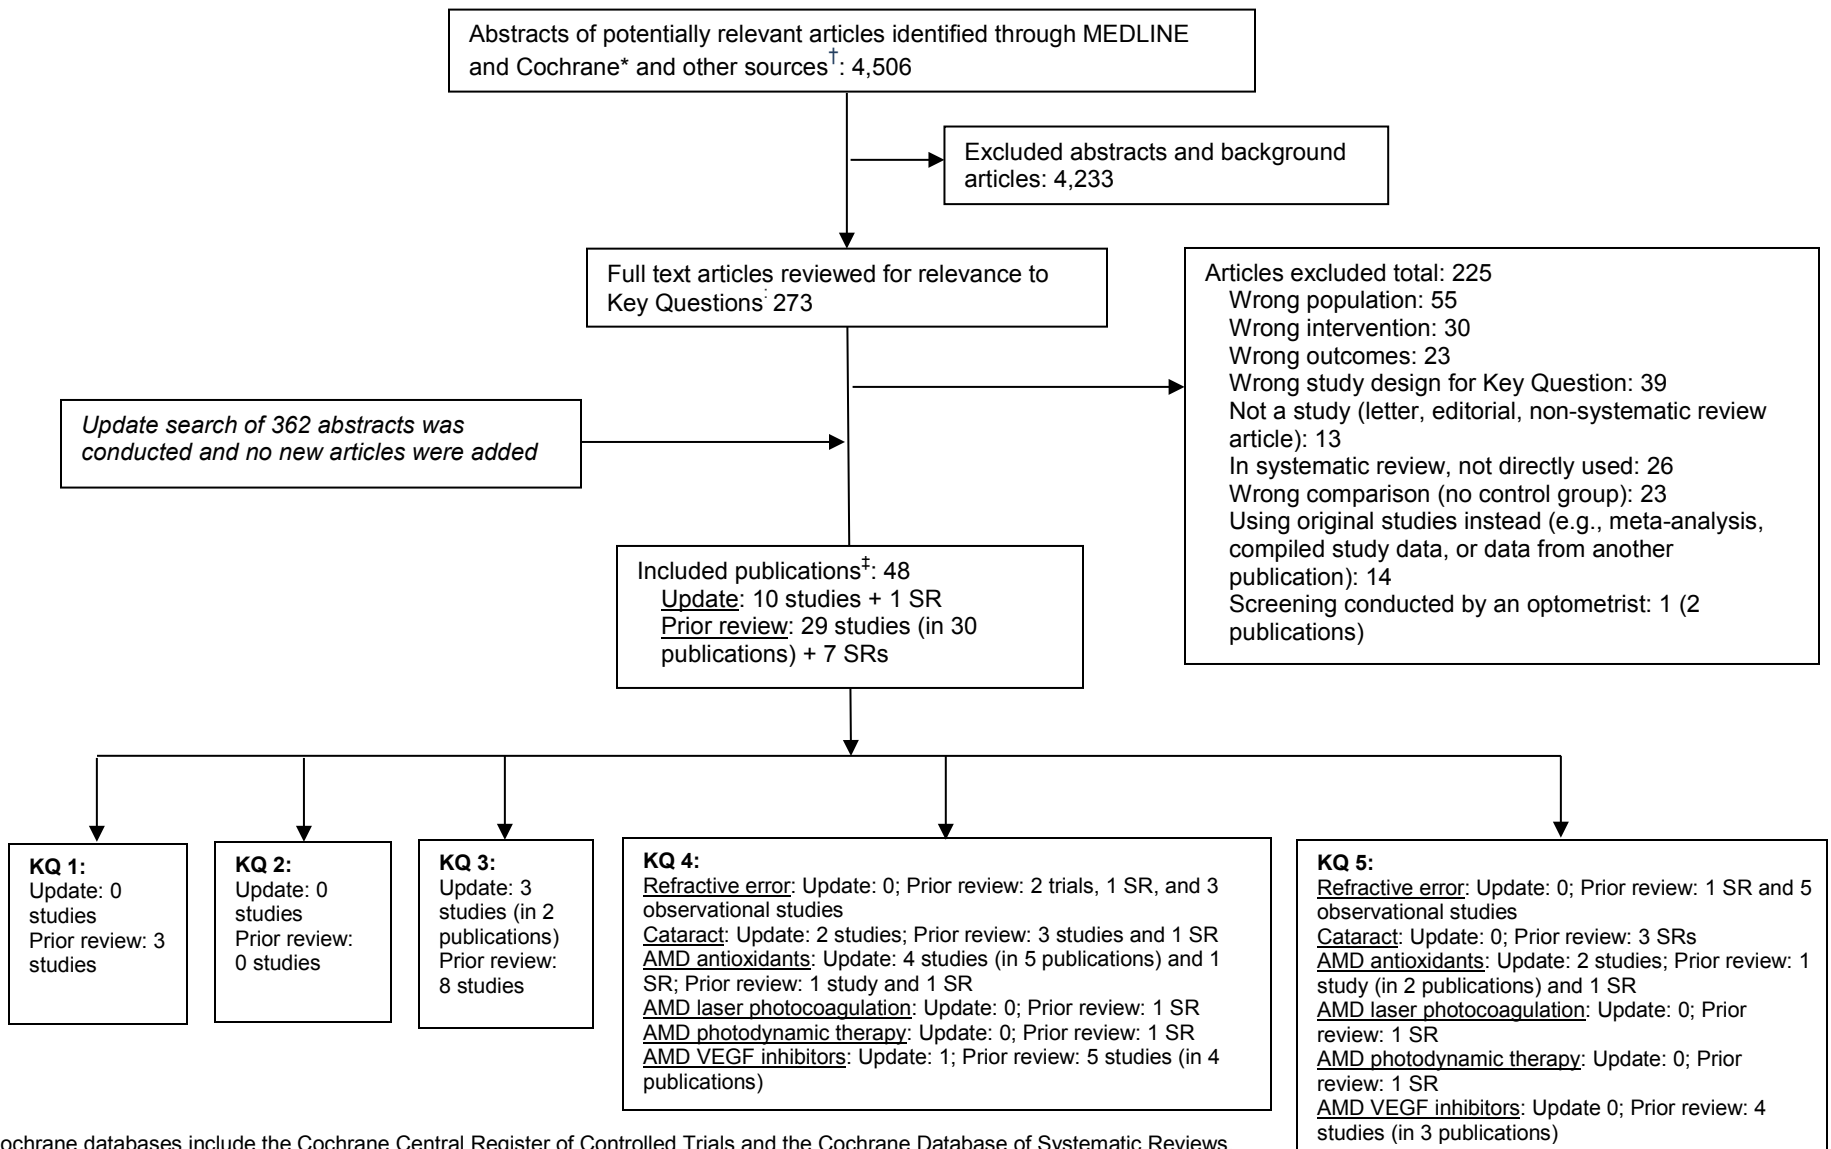 Abstracts of potentially relevant articles identified through MEDLINE
and Cochrane* and other sources†: 4,506
Excluded abstracts and background
articles: 4,233
Full text articles reviewed for relevance to
Key Questions: 273
Articles excluded total: 225
Wrong population: 55
Wrong intervention: 30
Wrong outcomes: 23
Wrong study design for Key Question: 39
Not a study (letter, editorial, non-systematic review
article): 13
In systematic review, not directly used: 26
Wrong comparison (no control group): 23
Using original studies instead (e.g., meta-analysis,
compiled study data, or data from another
publication): 14
Screening conducted by an optometrist: 1 (2
publications)
Update search of 362 abstracts was
conducted and no new articles were added
Included publications‡: 48
Update: 10 studies + 1 SR
Prior review: 29 studies (in 30
publications) + 7 SRs
KQ 1:
Update: 0
studies
Prior review: 3
studies
KQ 2:
Update: 0
studies
Prior review:
0 studies
KQ 3:
Update: 3
studies (in 2
publications)
Prior review:
8 studies
KQ 4:
Refractive error: Update: 0; Prior review: 2 trials, 1 SR, and 3
observational studies
Cataract: Update: 2 studies; Prior review: 3 studies and 1 SR
AMD antioxidants: Update: 4 studies (in 5 publications) and 1
SR; Prior review: 1 study and 1 SR
AMD laser photocoagulation: Update: 0; Prior review: 1 SR
AMD photodynamic therapy: Update: 0; Prior review: 1 SR
AMD VEGF inhibitors: Update: 1; Prior review: 5 studies (in 4
publications)
KQ 5:
Refractive error: Update: 0; Prior review: 1 SR and 5
observational studies
Cataract: Update: 0; Prior review: 3 SRs
AMD antioxidants: Update: 2 studies; Prior review: 1
study (in 2 publications) and 1 SR
AMD laser photocoagulation: Update: 0; Prior
review: 1 SR
AMD photodynamic therapy: Update: 0; Prior
review: 1 SR
AMD VEGF inhibitors: Update 0; Prior review: 4
studies (in 3 publications)
ochrane databases include the Cochrane Central Register of Controlled Trials and the Cochrane Database of Systematic Reviews